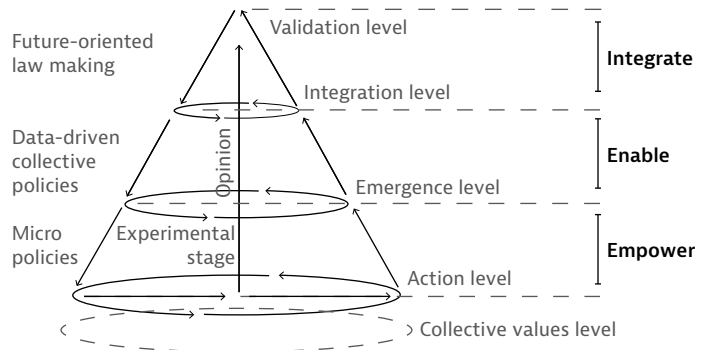 Validation level
Future-oriented
law making
Integrate
Integration level
Data-driven
collective
policies
Opinion
Enable
Emergence level
Micro
policies
Experimental
stage
Empower
Action level
Collective values level